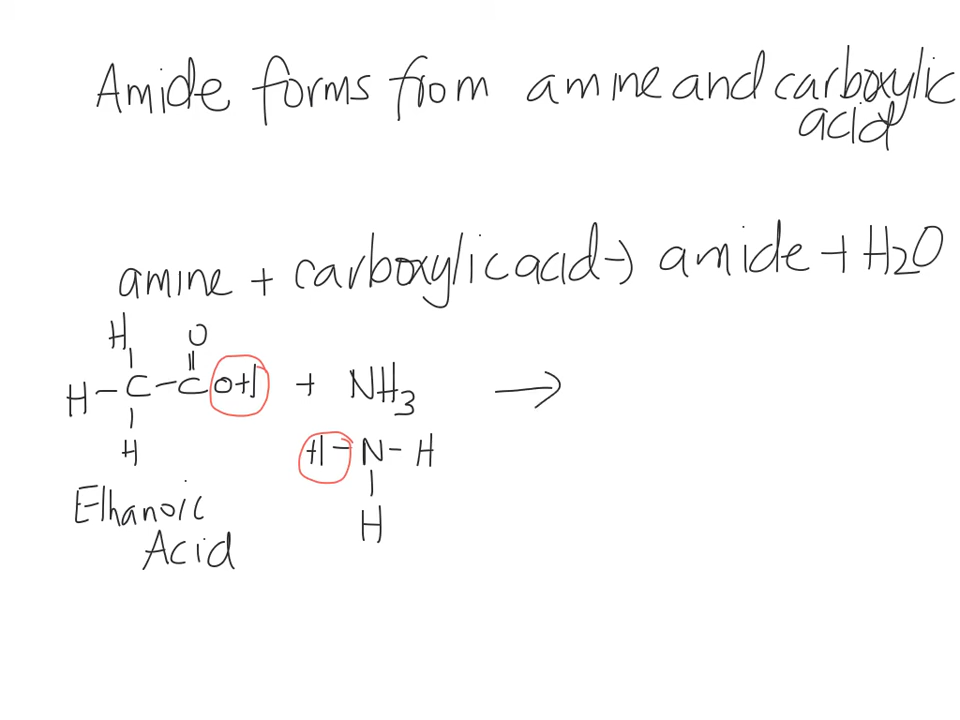 Amide forms from amine and carboxylic
acid
amine + carboxylic acid → amide + H2O
H O
H - C - C OH + NH3 →
H H - N - H
Ethanoic H
Acid